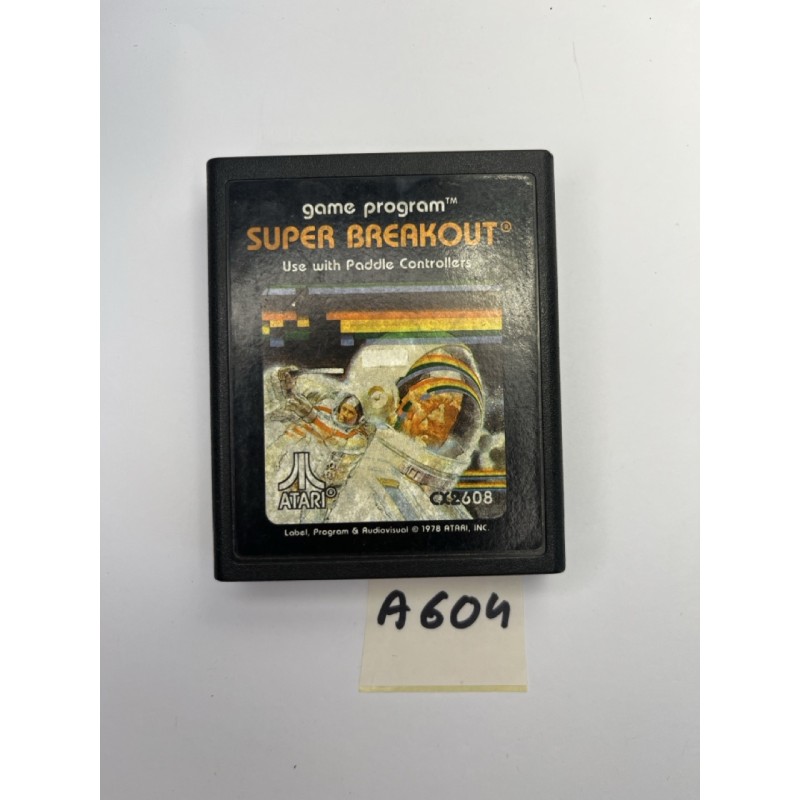 game program™
SUPER BREAKOUT®
Use with Paddle Controllers
ATARI®
CX2608
Label, Program & Audiovisual © 1978 ATARI, INC.
A604